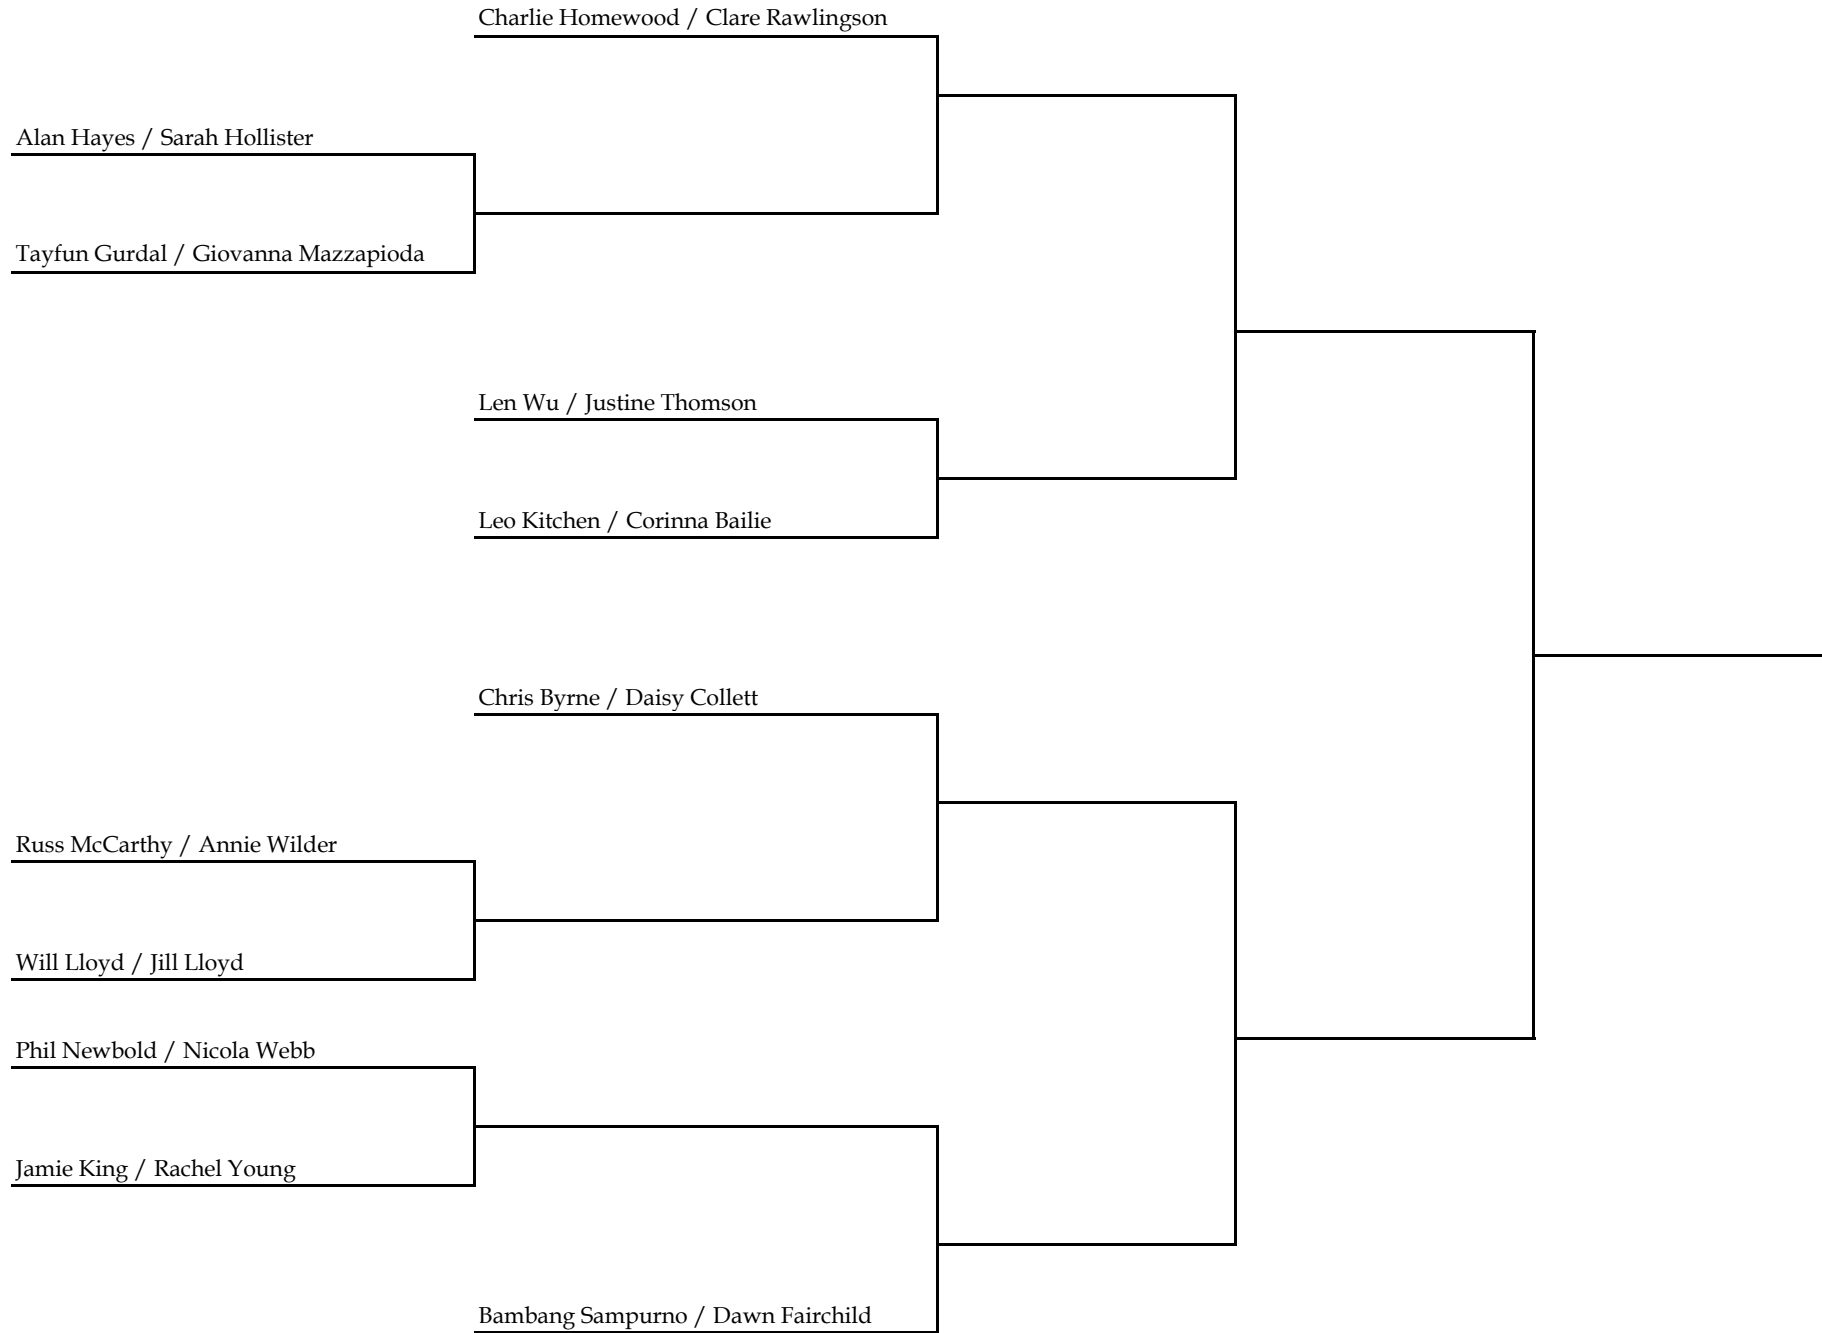 Charlie Homewood / Clare Rawlingson
Alan Hayes / Sarah Hollister
Tayfun Gurdal / Giovanna Mazzapioda
Len Wu / Justine Thomson
Leo Kitchen / Corinna Bailie
Chris Byrne / Daisy Collett
Russ McCarthy / Annie Wilder
Will Lloyd / Jill Lloyd
Phil Newbold / Nicola Webb
Jamie King / Rachel Young
Bambang Sampurno / Dawn Fairchild